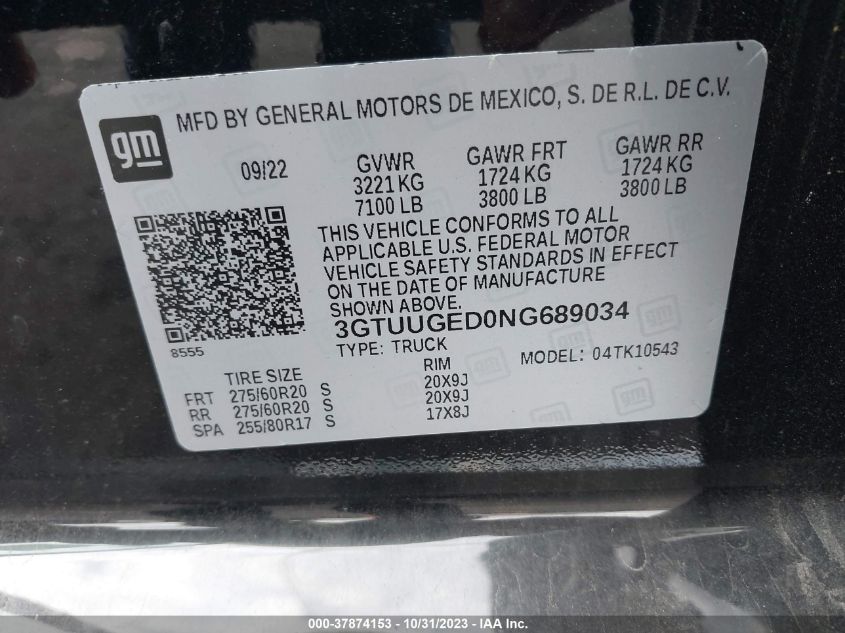 MFD BY GENERAL MOTORS DE MEXICO, S. DE R.L. DE C.V.
gm
09/22
GVWR
3221 KG
7100 LB
GAWR FRT
1724 KG
3800 LB
GAWR RR
1724 KG
3800 LB
THIS VEHICLE CONFORMS TO ALL
APPLICABLE U.S. FEDERAL MOTOR
VEHICLE SAFETY STANDARDS IN EFFECT
ON THE DATE OF MANUFACTURE
SHOWN ABOVE.
3GTUUGED0NG689034
8555
TYPE: TRUCK
MODEL: 04TK10543
TIRE SIZE RIM
FRT 275/60R20 S 20X9J
RR 275/60R20 S 20X9J
SPA 255/80R17 S 17X8J
000-37874153 - 10/31/2023 - IAA Inc.